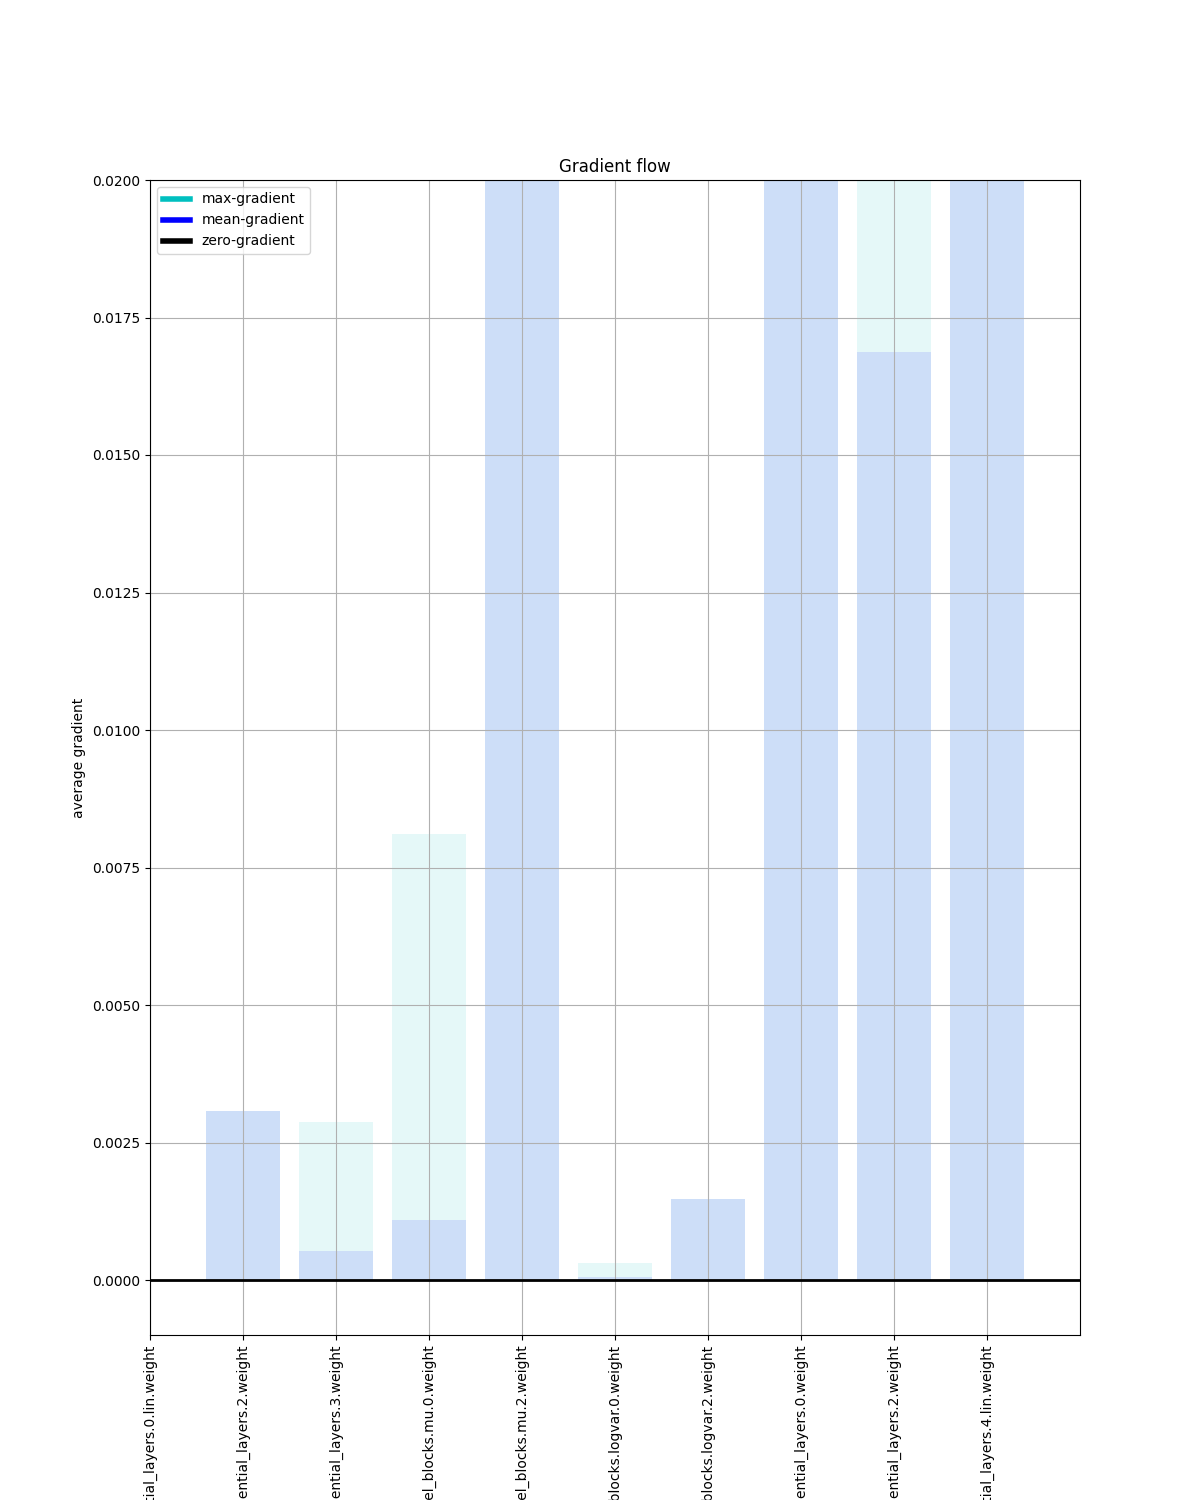 Gradient flow
max-gradient
mean-gradient
zero-gradient
0.0200
0.0175
0.0150
0.0125
0.0100
0.0075
0.0050
0.0025
0.0000
average gradient
tial_layers.0.lin.weight
ential_layers.2.weight
ential_layers.3.weight
el_blocks.mu.0.weight
el_blocks.mu.2.weight
blocks.logvar.0.weight
blocks.logvar.2.weight
ential_layers.0.weight
ential_layers.2.weight
tial_layers.4.lin.weight